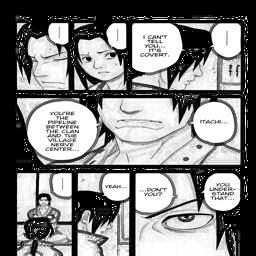 .........
I CAN'T
TELL
YOU...
IT'S
COVERT.
...
...
ITACHI...
YOU'RE
THE
PIPELINE
BETWEEN
THE CLAN
AND THE
VILLAGE
NERVE
CENTER...
YOU
UNDER-
STAND
THAT...
...DON'T
YOU?
YEAH...
...